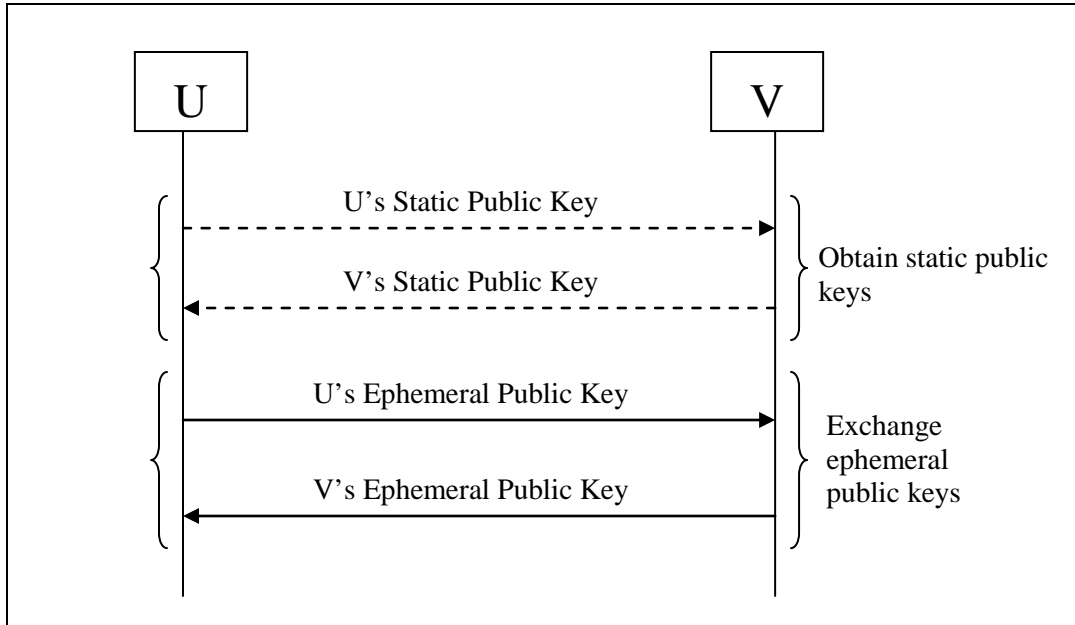 U
V
U's Static Public Key
V's Static Public Key
Obtain static public
keys
U's Ephemeral Public Key
V's Ephemeral Public Key
Exchange
ephemeral
public keys